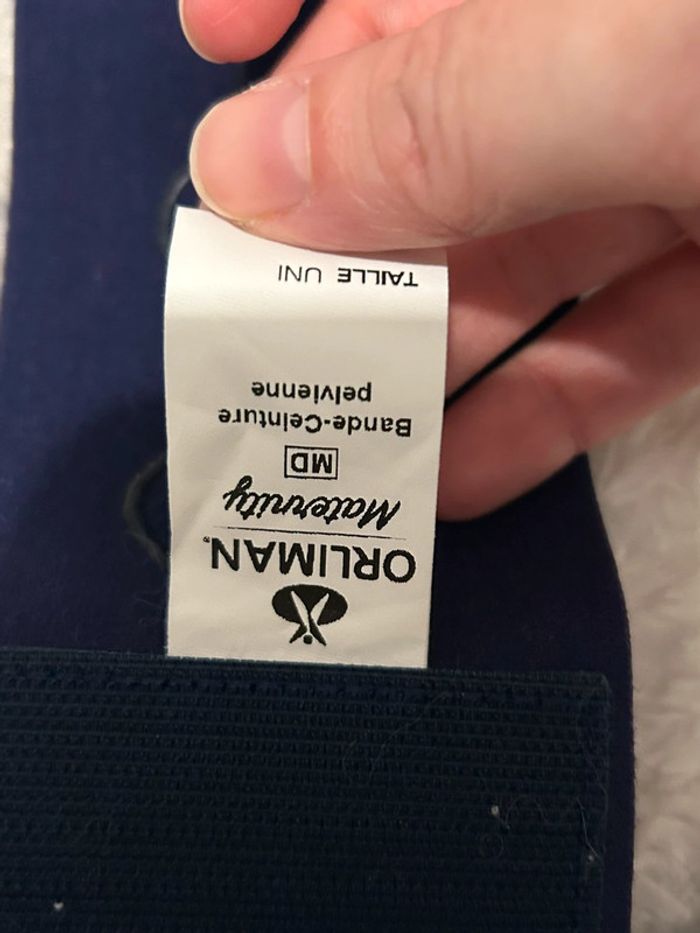 ORLIMAN®
Maternity
MD
Bande-Ceinture
pelvienne
TAILLE UNI